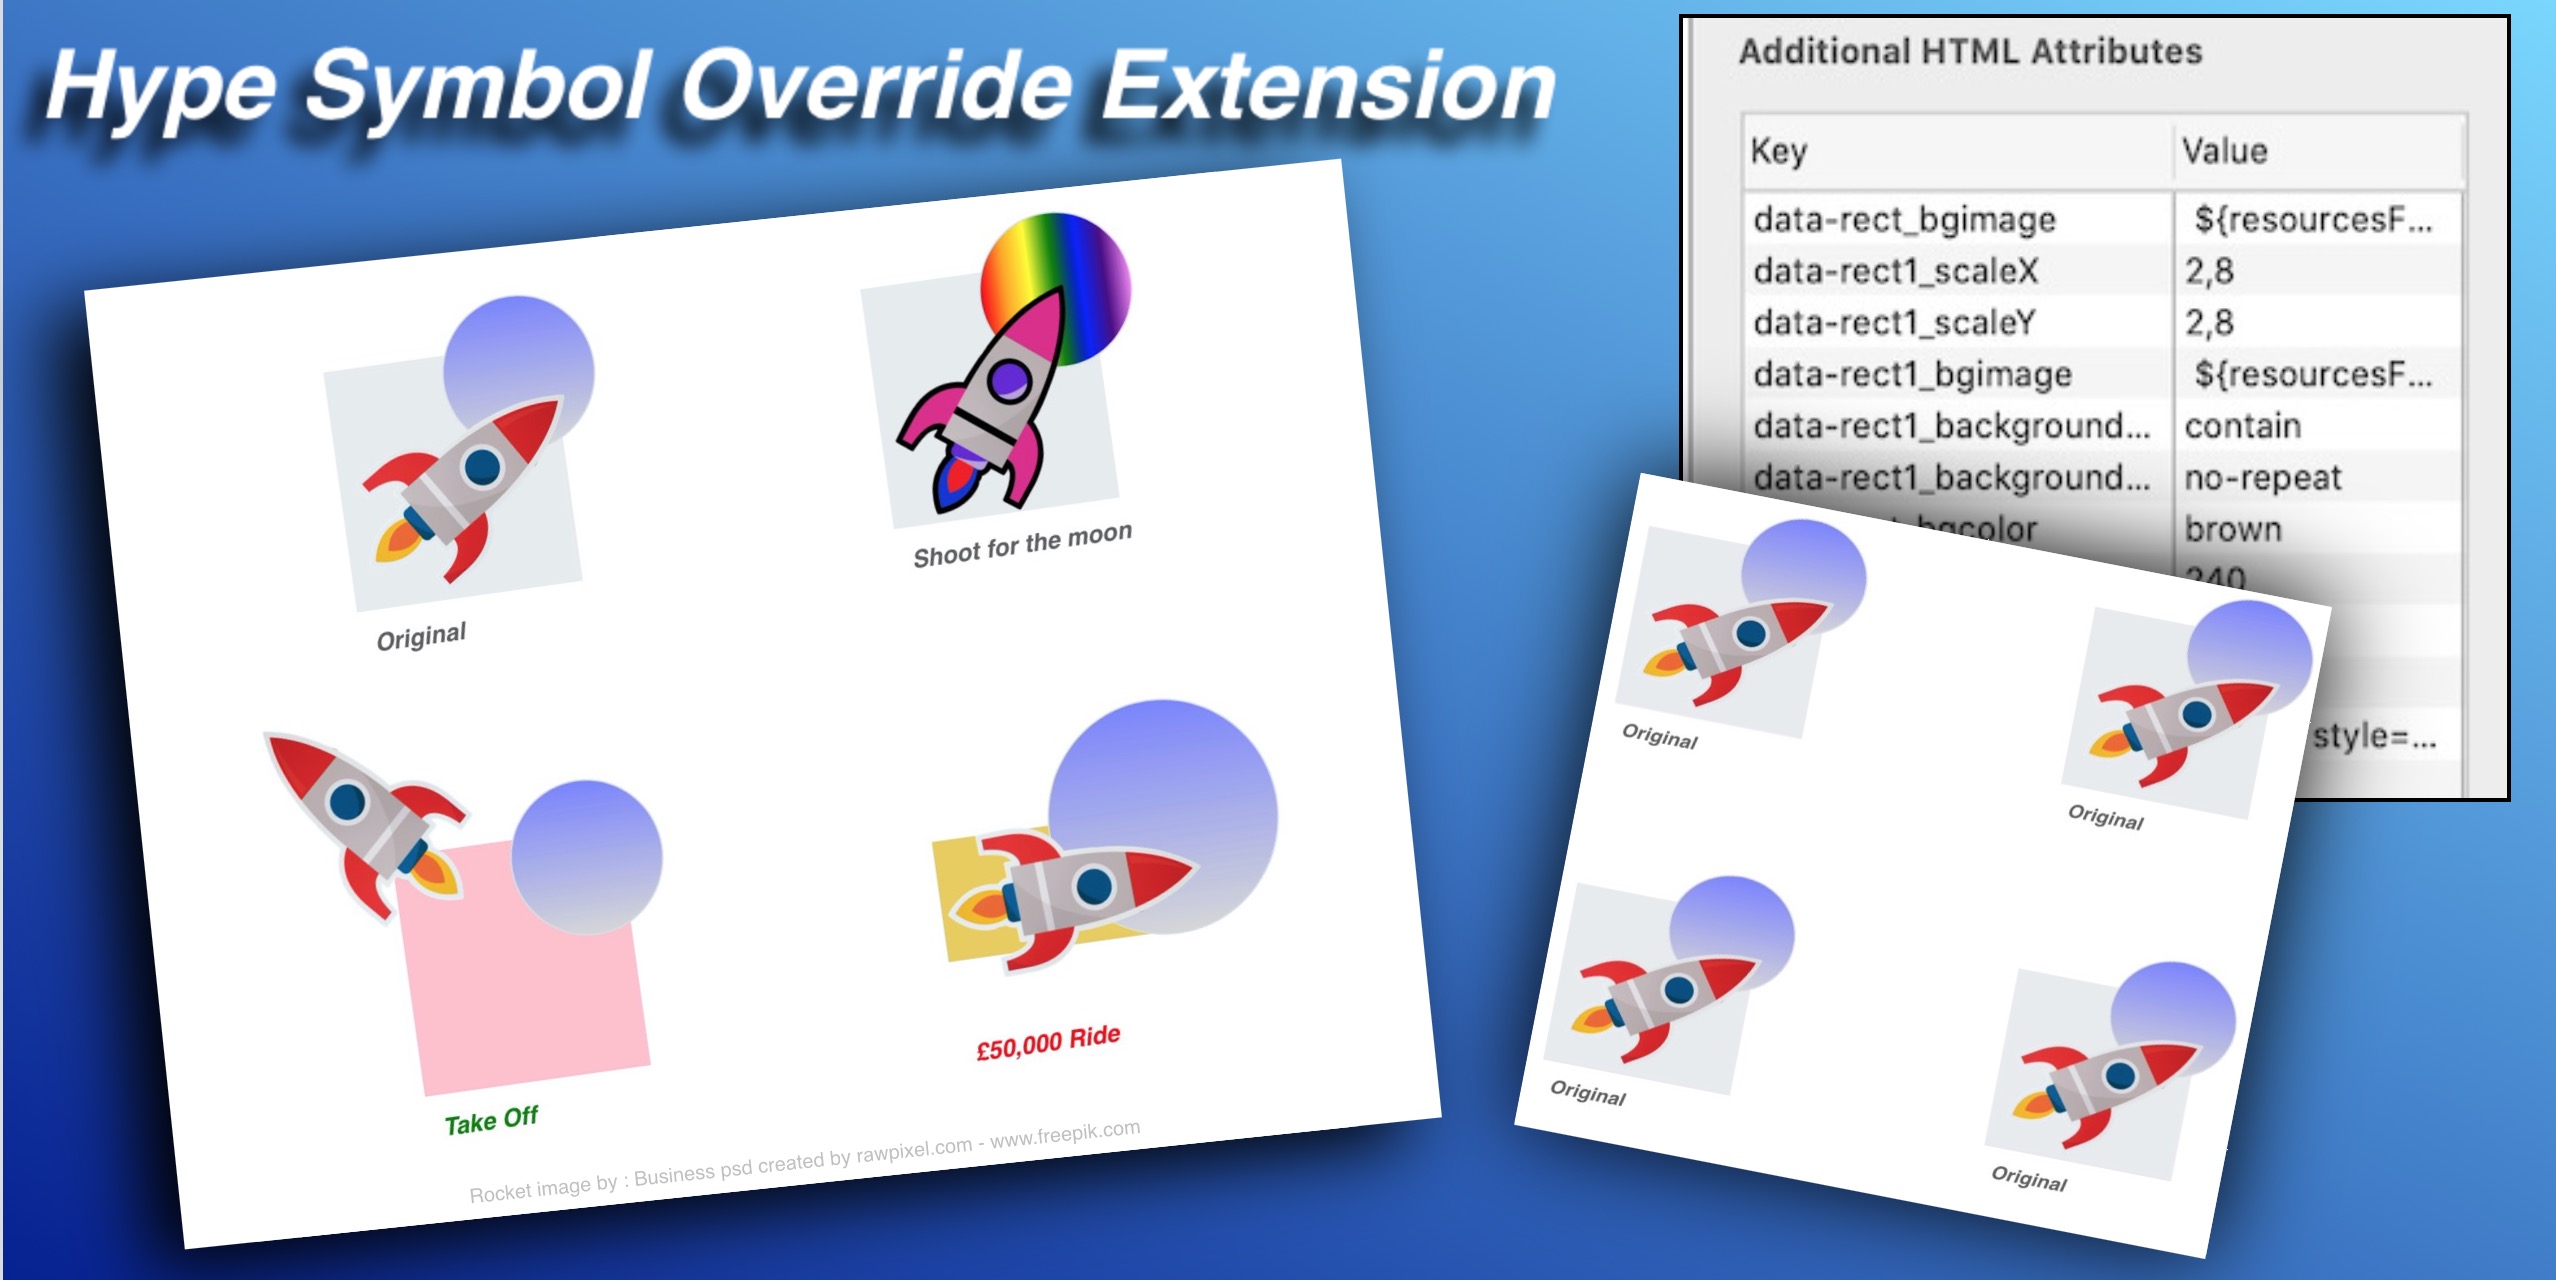 Hype Symbol Override Extension
Original
Shoot for the moon
Take Off
£50,000 Ride
Rocket image by : Business psd created by rawpixel.com - www.freepik.com
Additional HTML Attributes
Key Value
data-rect_bgimage ${resourcesF...
data-rect1_scaleX 2,8
data-rect1_scaleY 2,8
data-rect1_bgimage ${resourcesF...
data-rect1_background... contain
data-rect1_background... no-repeat
bgcolor brown
240
style=...
Original
Original
Original
Original